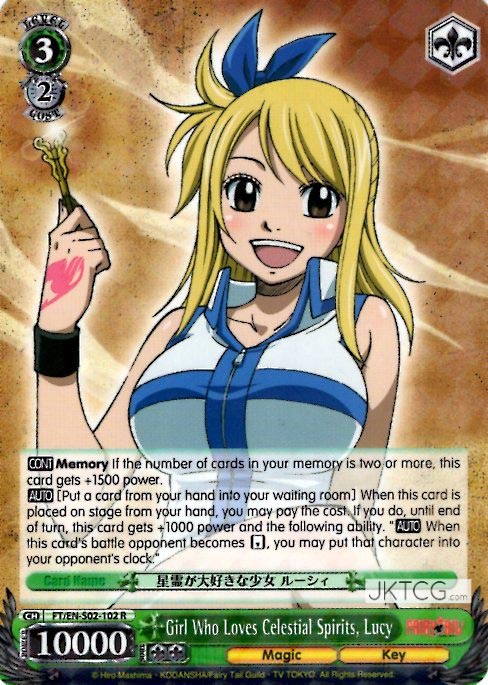 LEVEL
3
2
COST
CONT Memory If the number of cards in your memory is two or more, this
card gets +1500 power.
AUTO [Put a card from your hand into your waiting room] When this card is
placed on stage from your hand, you may pay the cost. If you do, until end
of turn, this card gets +1000 power and the following ability. "AUTO When
this card's battle opponent becomes [ ], you may put that character into
your opponent's clock."
Card Name
星霊が大好きな少女 ルーシィ
JKTCG.com
CH FT/EN-S02-102 R
Girl Who Loves Celestial Spirits, Lucy
POWER
10000
SOUL
Magic
Key
© Hiro Mashima - KODANSHA/Fairy Tail Guild - TV TOKYO. All Rights Reserved.